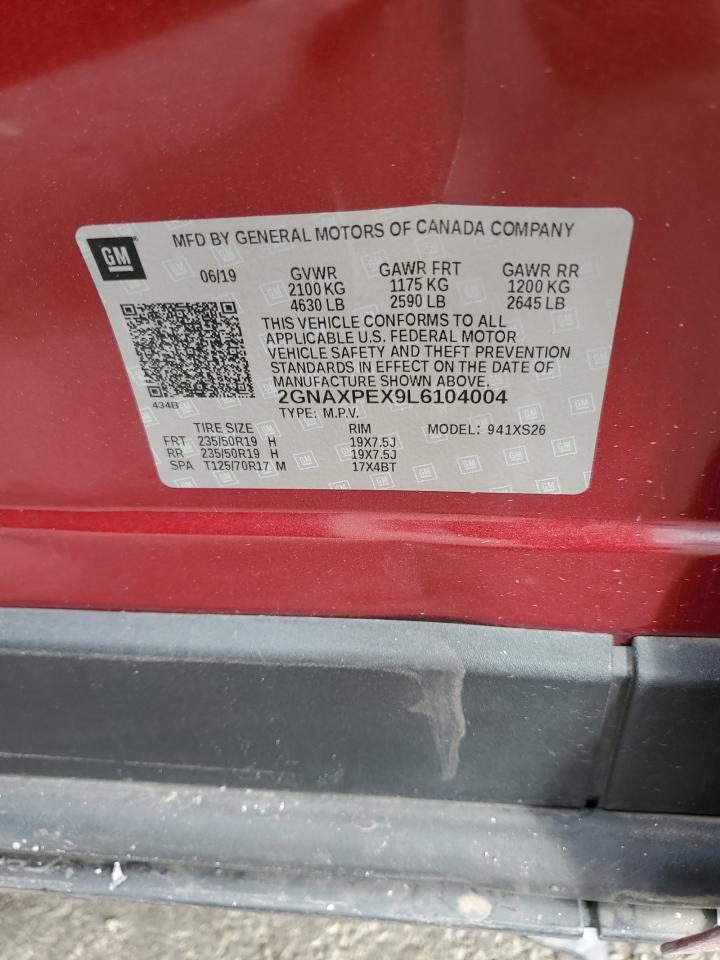 GM
MFD BY GENERAL MOTORS OF CANADA COMPANY
06/19 GVWR GAWR FRT GAWR RR
2100 KG 1175 KG 1200 KG
4630 LB 2590 LB 2645 LB
THIS VEHICLE CONFORMS TO ALL
APPLICABLE U.S. FEDERAL MOTOR
VEHICLE SAFETY AND THEFT PREVENTION
STANDARDS IN EFFECT ON THE DATE OF
MANUFACTURE SHOWN ABOVE.
434B
2GNAXPEX9L6104004
TYPE: M.P.V.
TIRE SIZE RIM MODEL: 941XS26
FRT 235/50R19 H 19X7.5J
RR 235/50R19 H 19X7.5J
SPA T125/70R17 M 17X4BT